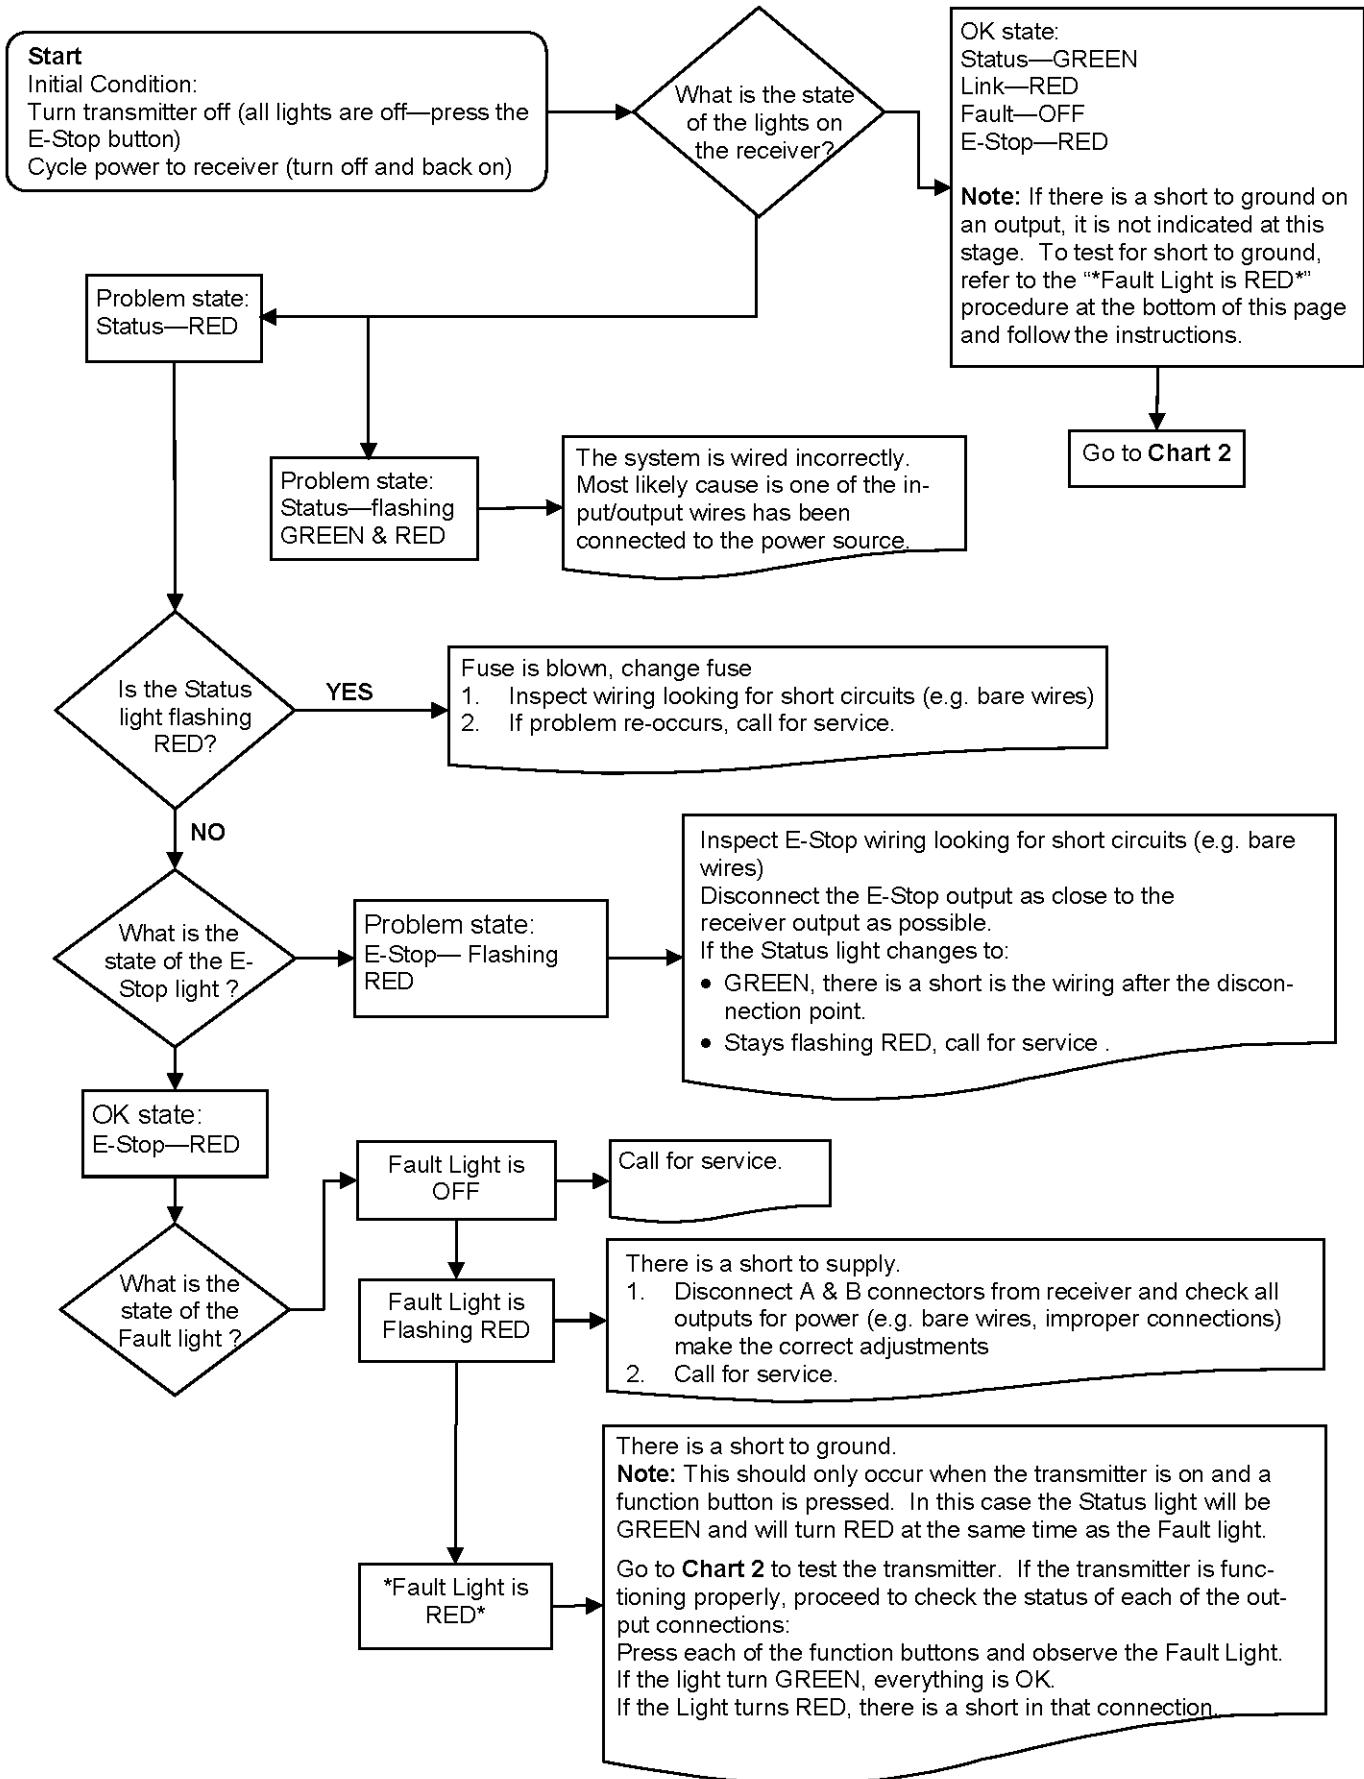 Start
Initial Condition:
Turn transmitter off (all lights are off—press the
E-Stop button)
Cycle power to receiver (turn off and back on)
What is the state
of the lights on
the receiver?
OK state:
Status—GREEN
Link—RED
Fault—OFF
E-Stop—RED
Note: If there is a short to ground on
an output, it is not indicated at this
stage. To test for short to ground,
refer to the “*Fault Light is RED*”
procedure at the bottom of this page
and follow the instructions.
Go to Chart 2
Problem state:
Status—RED
Problem state:
Status—flashing
GREEN & RED
The system is wired incorrectly.
Most likely cause is one of the in-
put/output wires has been
connected to the power source.
Is the Status
light flashing
RED?
YES
Fuse is blown, change fuse
1. Inspect wiring looking for short circuits (e.g. bare wires)
2. If problem re-occurs, call for service.
NO
What is the
state of the E-
Stop light ?
Problem state:
E-Stop— Flashing
RED
Inspect E-Stop wiring looking for short circuits (e.g. bare
wires)
Disconnect the E-Stop output as close to the
receiver output as possible.
If the Status light changes to:
• GREEN, there is a short is the wiring after the discon-
nection point.
• Stays flashing RED, call for service .
OK state:
E-Stop—RED
What is the
state of the
Fault light ?
Fault Light is
OFF
Call for service.
Fault Light is
Flashing RED
There is a short to supply.
1. Disconnect A & B connectors from receiver and check all
outputs for power (e.g. bare wires, improper connections)
make the correct adjustments
2. Call for service.
*Fault Light is
RED*
There is a short to ground.
Note: This should only occur when the transmitter is on and a
function button is pressed. In this case the Status light will be
GREEN and will turn RED at the same time as the Fault light.
Go to Chart 2 to test the transmitter. If the transmitter is func-
tioning properly, proceed to check the status of each of the out-
put connections:
Press each of the function buttons and observe the Fault Light.
If the light turn GREEN, everything is OK.
If the Light turns RED, there is a short in that connection.